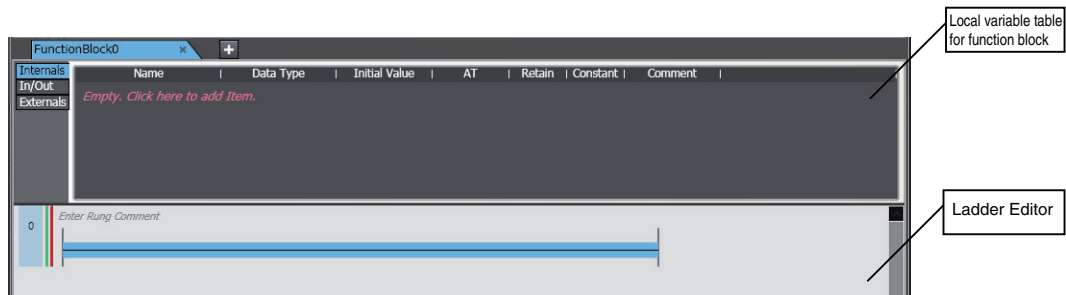 Local variable table
for function block
FunctionBlock0 × +
Internals
In/Out
Externals
Name | Data Type | Initial Value | AT | Retain | Constant | Comment |
Empty. Click here to add Item.
0 Enter Rung Comment
Ladder Editor